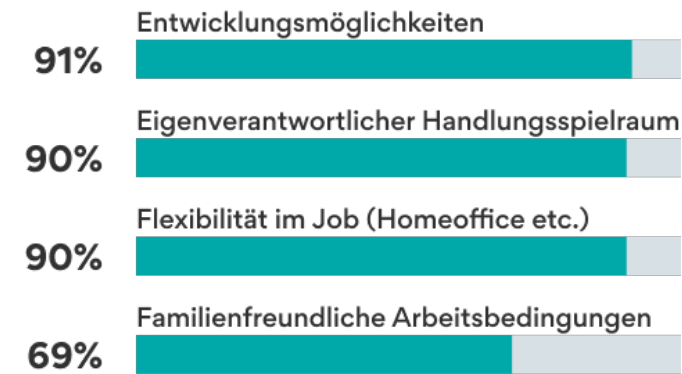 Entwicklungsmöglichkeiten
91%
Eigenverantwortlicher Handlungsspielraum
90%
Flexibilität im Job (Homeoffice etc.)
90%
Familienfreundliche Arbeitsbedingungen
69%